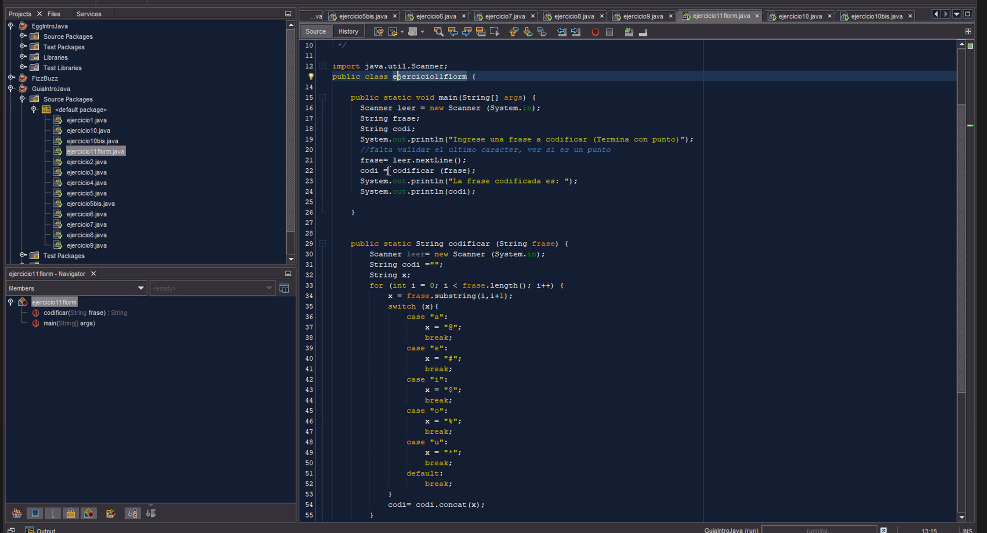 Projects × Files Services
EggIntroJava
Source Packages
Test Packages
Libraries
Test Libraries
FizzBuzz
GuiaIntroJava
Source Packages
<default package>
ejercicio1.java
ejercicio10.java
ejercicio10bis.java
ejercicio11florm.java
ejercicio2.java
ejercicio3.java
ejercicio4.java
ejercicio5.java
ejercicio5bis.java
ejercicio6.java
ejercicio7.java
ejercicio8.java
ejercicio9.java
Test Packages
ejercicio11florm - Navigator ×
Members <empty>
ejercicio11florm
codificar(String frase) : String
main(String[] args)
Output
...va ejercicio5bis.java × ejercicio6.java × ejercicio7.java × ejercicio8.java × ejercicio9.java × ejercicio11florm.java × ejercicio10.java × ejercicio10bis.java ×
Source History
10 */
11
12 import java.util.Scanner;
public class ejercicio11florm {
14
15 public static void main(String[] args) {
16 Scanner leer = new Scanner (System.in);
17 String frase;
18 String codi;
19 System.out.println("Ingrese una frase a codificar (Termina con punto)");
20 //falta validar el ultimo caracter, ver si es un punto
21 frase= leer.nextLine();
22 codi = codificar (frase);
23 System.out.println("La frase codificada es: ");
24 System.out.println(codi);
25
26 }
27
28
29 public static String codificar (String frase) {
30 Scanner leer= new Scanner (System.in);
31 String codi ="";
32 String x;
33 for (int i = 0; i < frase.length(); i++) {
34 x = frase.substring(i,i+1);
35 switch (x){
36 case "a":
37 x = "@";
38 break;
39 case "e":
40 x = "#";
41 break;
42 case "i":
43 x = "$";
44 break;
45 case "o":
46 x = "%";
47 break;
48 case "u":
49 x = "*";
50 break;
51 default:
52 break;
53 }
54 codi= codi.concat(x);
55 }
GuiaIntroJava (run) running... 13:15 INS